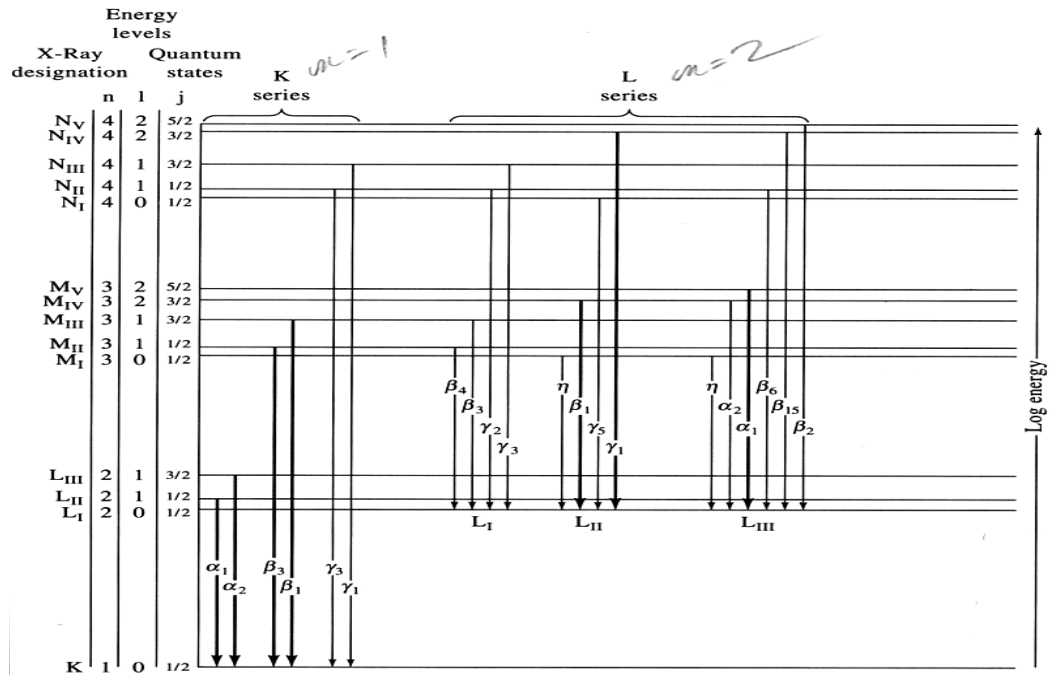 Energy
levels
X-Ray designation
Quantum states
K series
m=1
L series
m=2
n l j
N_V 4 2 5/2
N_IV 4 2 3/2
N_III 4 1 3/2
N_II 4 1 1/2
N_I 4 0 1/2
M_V 3 2 5/2
M_IV 3 2 3/2
M_III 3 1 3/2
M_II 3 1 1/2
M_I 3 0 1/2
β4 η η β6
β3 β1 α2 β15
γ2 γ5 α1 β2
γ3 γ1
Log energy
L_III 2 1 3/2
L_II 2 1 1/2
L_I 2 0 1/2
L_I L_II L_III
α1 β3 γ3
α2 β1 γ1
K 1 0 1/2